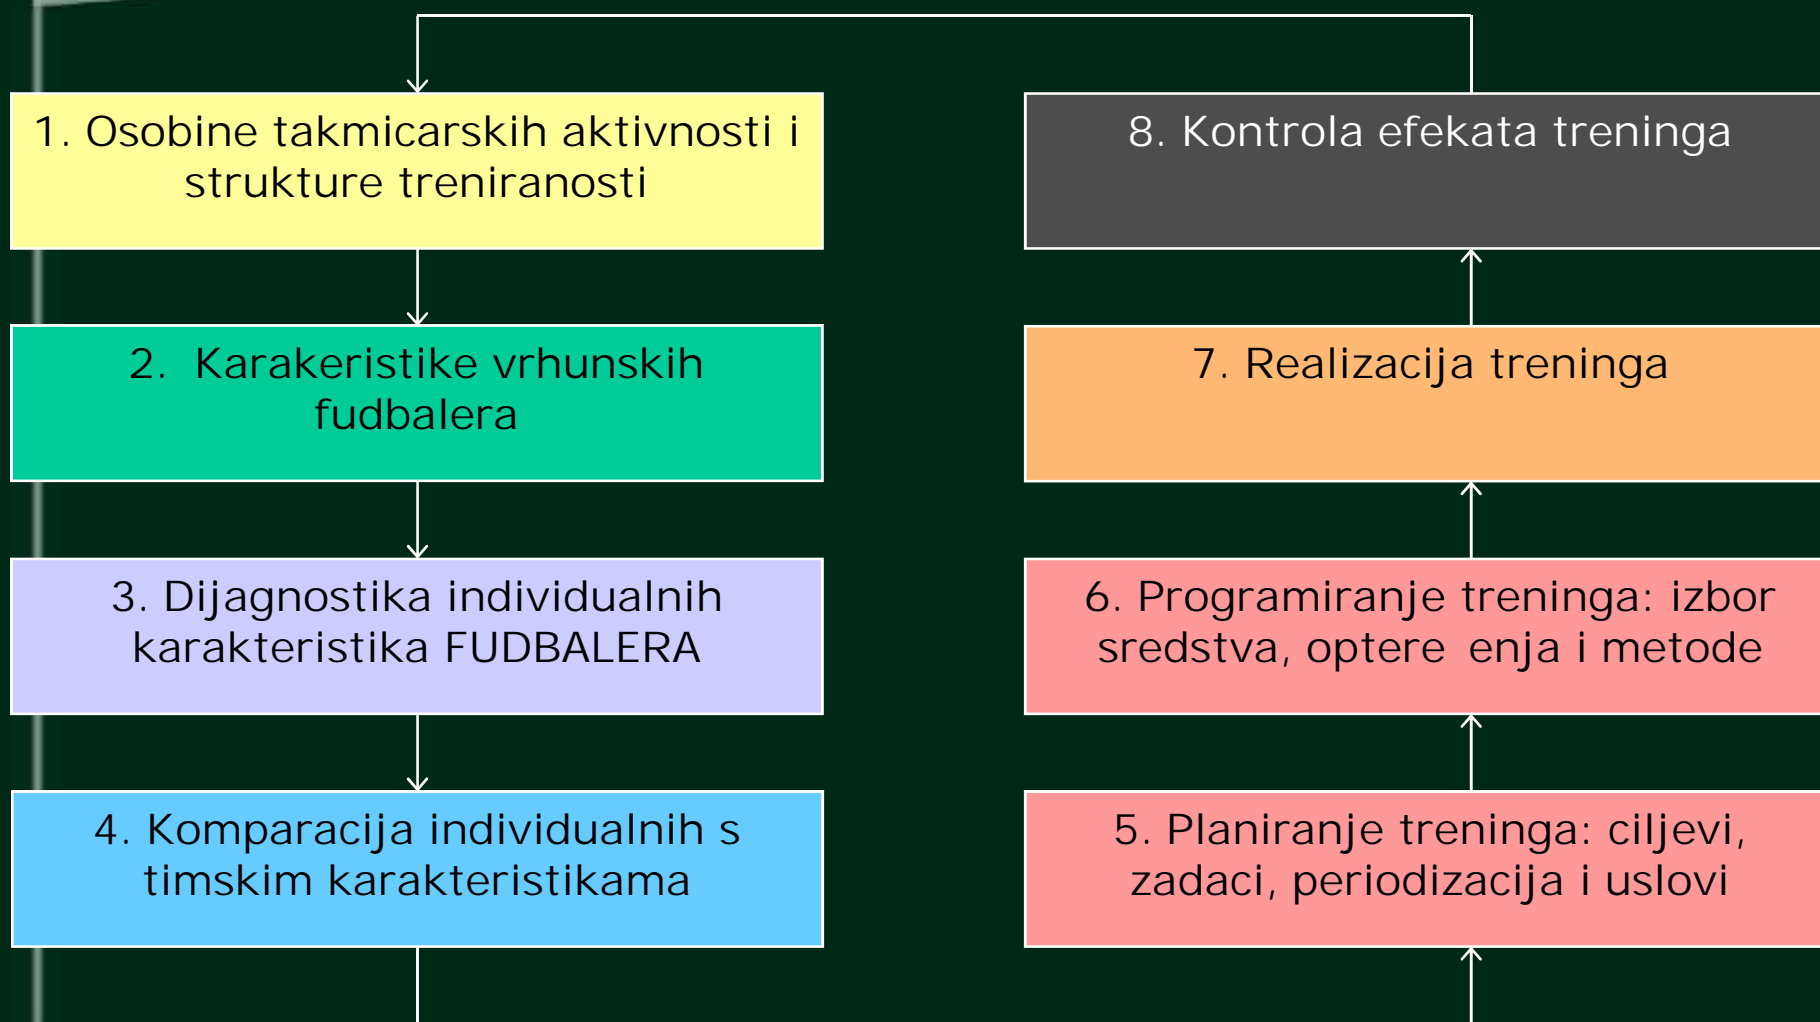 1. Osobine takmicarskih aktivnosti i
strukture treniranosti
2. Karakeristike vrhunskih
fudbalera
3. Dijagnostika individualnih
karakteristika FUDBALERA
4. Komparacija individualnih s
timskim karakteristikama
8. Kontrola efekata treninga
7. Realizacija treninga
6. Programiranje treninga: izbor
sredstva, optere enja i metode
5. Planiranje treninga: ciljevi,
zadaci, periodizacija i uslovi